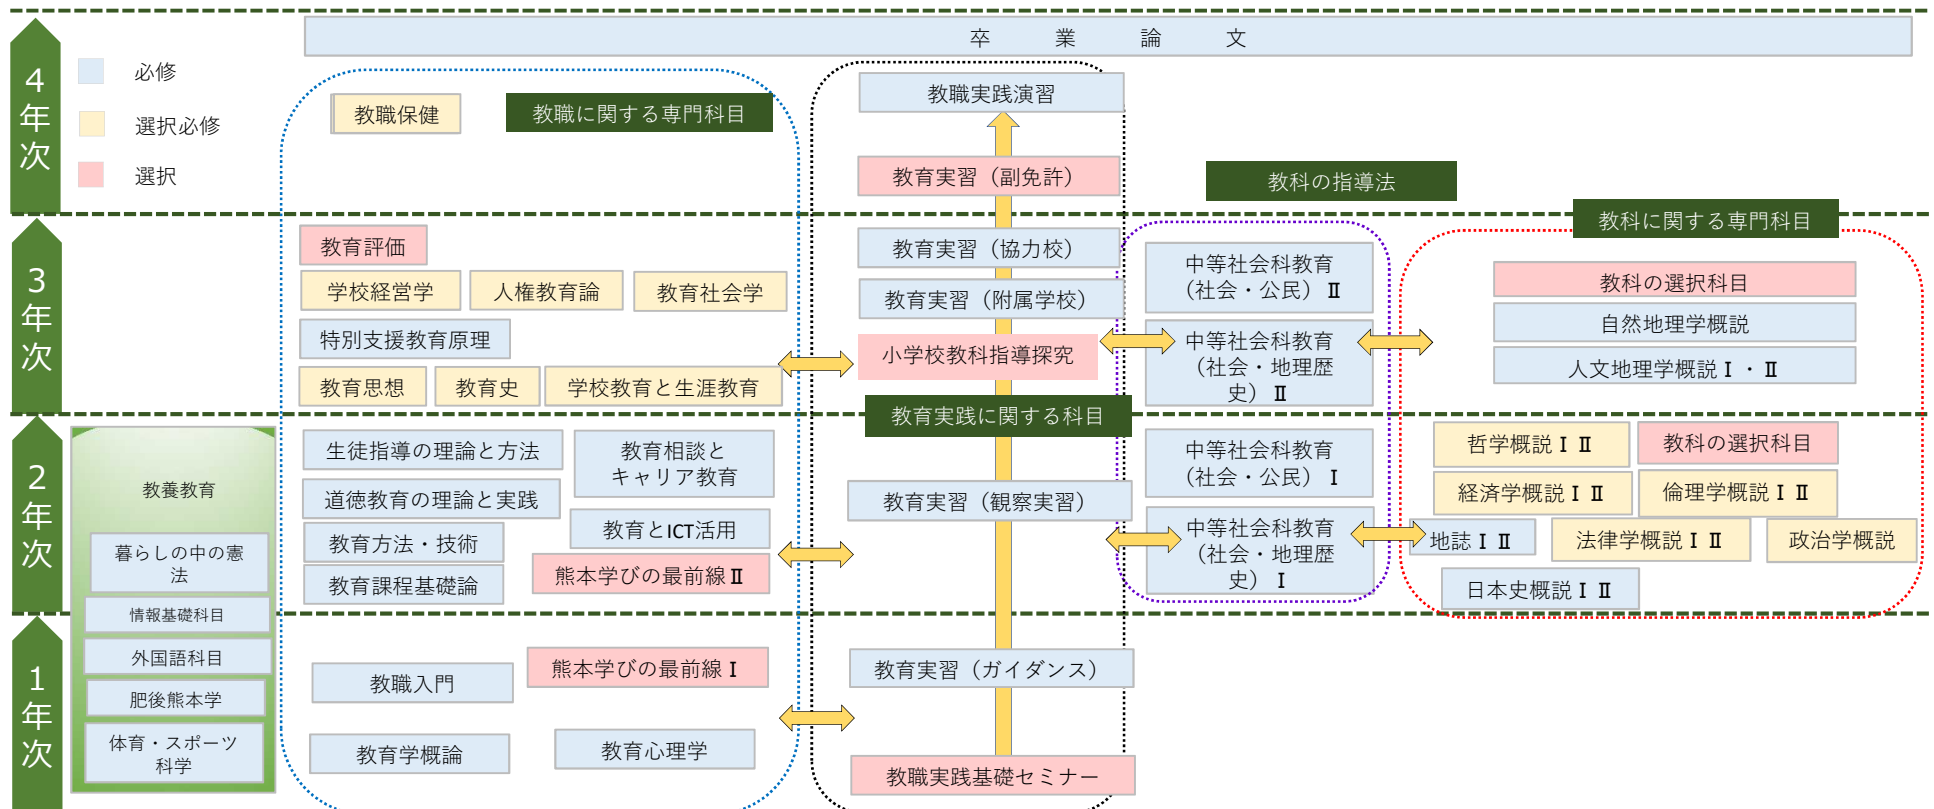 卒業論文
4年次
必修
選択必修
選択
教職保健
教職に関する専門科目
教職実践演習
教育実習（副免許）
教科の指導法
3年次
教育評価
学校経営学
人権教育論
教育社会学
特別支援教育原理
教育思想
教育史
学校教育と生涯教育
教育実習（協力校）
教育実習（附属学校）
小学校教科指導探究
教育実践に関する科目
中等社会科教育
（社会・公民）Ⅱ
中等社会科教育
（社会・地理歴
史）Ⅱ
教科に関する専門科目
教科の選択科目
自然地理学概説
人文地理学概説Ⅰ・Ⅱ
2年次
教養教育
暮らしの中の憲
法
情報基礎科目
外国語科目
肥後熊本学
体育・スポーツ
科学
生徒指導の理論と方法
教育相談と
キャリア教育
道徳教育の理論と実践
教育方法・技術
教育とICT活用
教育課程基礎論
熊本学びの最前線Ⅱ
教育実習（観察実習）
中等社会科教育
（社会・公民）Ⅰ
中等社会科教育
（社会・地理歴
史）Ⅰ
哲学概説Ⅰ Ⅱ
教科の選択科目
経済学概説Ⅰ Ⅱ
倫理学概説Ⅰ Ⅱ
地誌Ⅰ Ⅱ
法律学概説Ⅰ Ⅱ
政治学概説
日本史概説Ⅰ Ⅱ
1年次
教職入門
熊本学びの最前線Ⅰ
教育学概論
教育心理学
教育実習（ガイダンス）
教職実践基礎セミナー